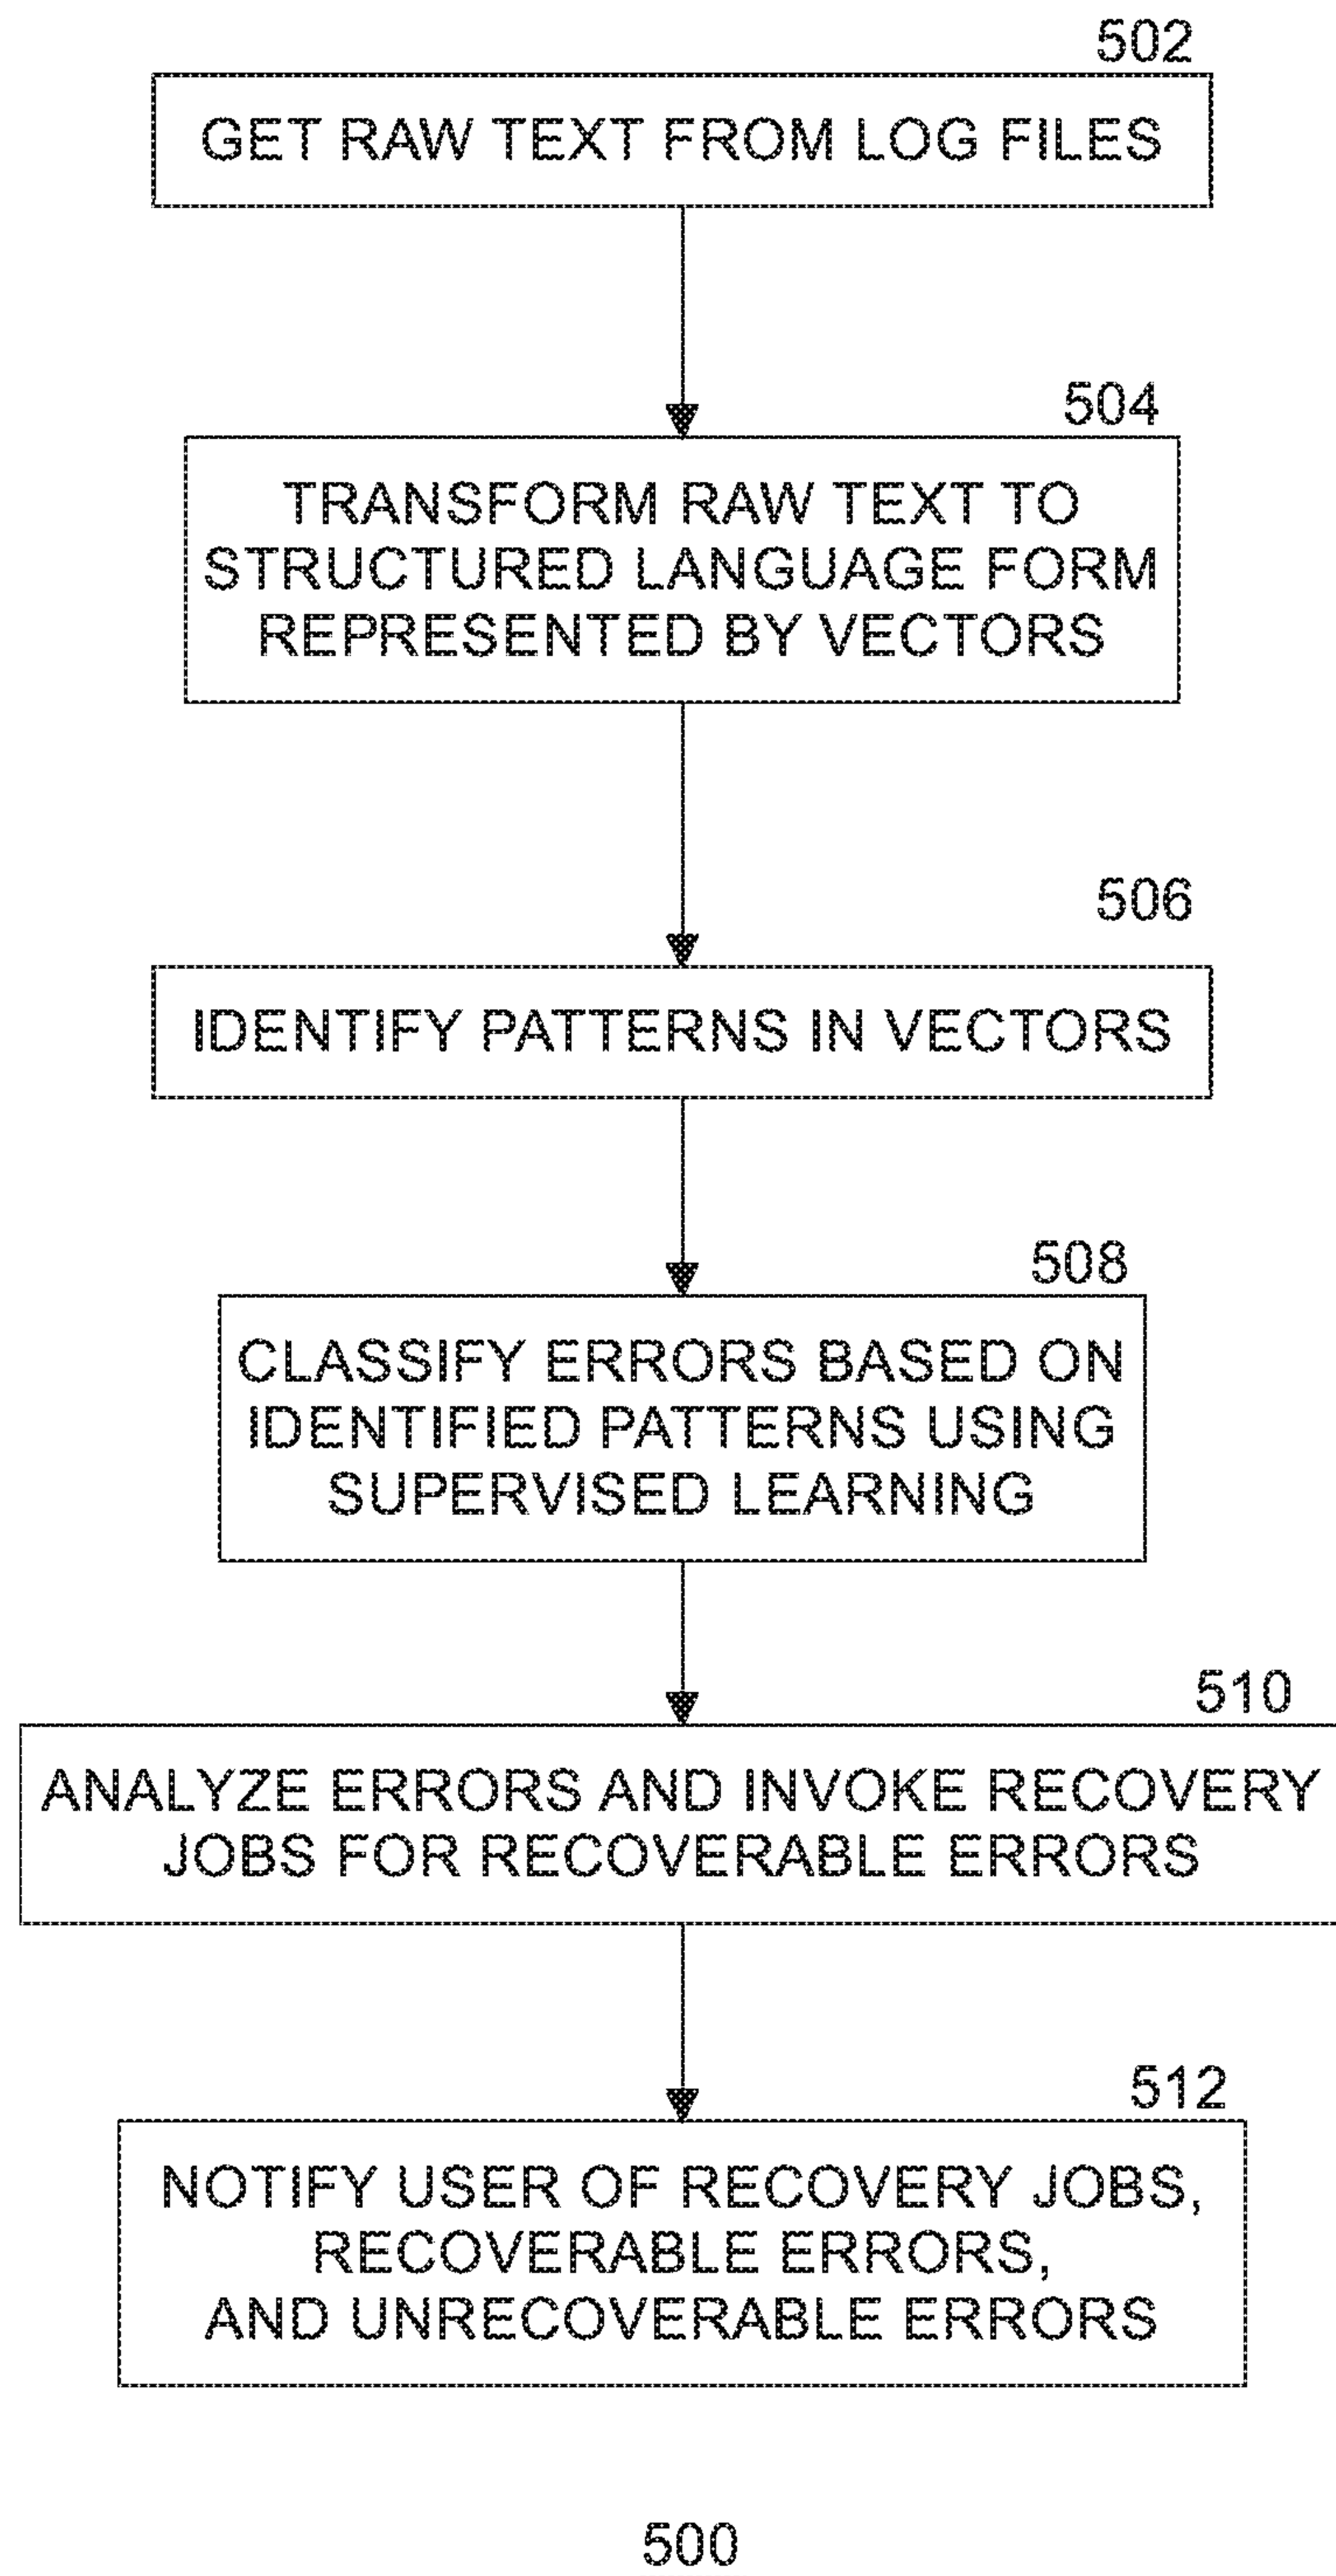 502
GET RAW TEXT FROM LOG FILES
504
TRANSFORM RAW TEXT TO
STRUCTURED LANGUAGE FORM
REPRESENTED BY VECTORS
506
IDENTIFY PATTERNS IN VECTORS
508
CLASSIFY ERRORS BASED ON
IDENTIFIED PATTERNS USING
SUPERVISED LEARNING
510
ANALYZE ERRORS AND INVOKE RECOVERY
JOBS FOR RECOVERABLE ERRORS
512
NOTIFY USER OF RECOVERY JOBS,
RECOVERABLE ERRORS,
AND UNRECOVERABLE ERRORS
500